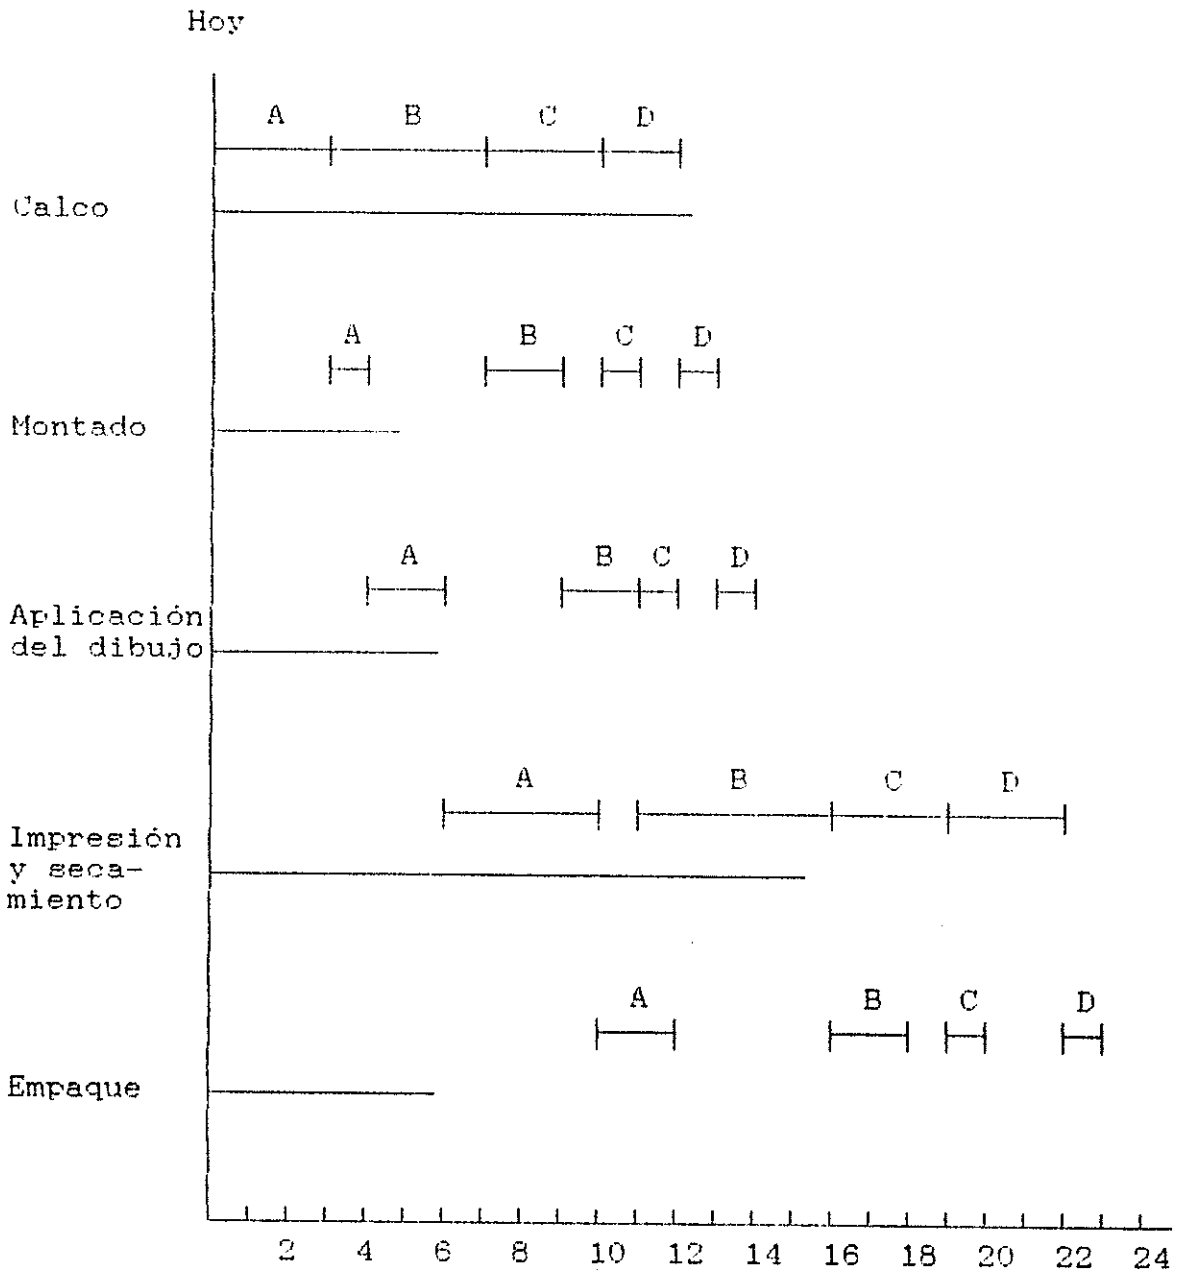 Hoy
A B C D
Calco
A B C D
Montado
A B C D
Aplicación
del dibujo
A B C D
Impresión
y seca-
miento
A B C D
Empaque
2 4 6 8 10 12 14 16 18 20 22 24